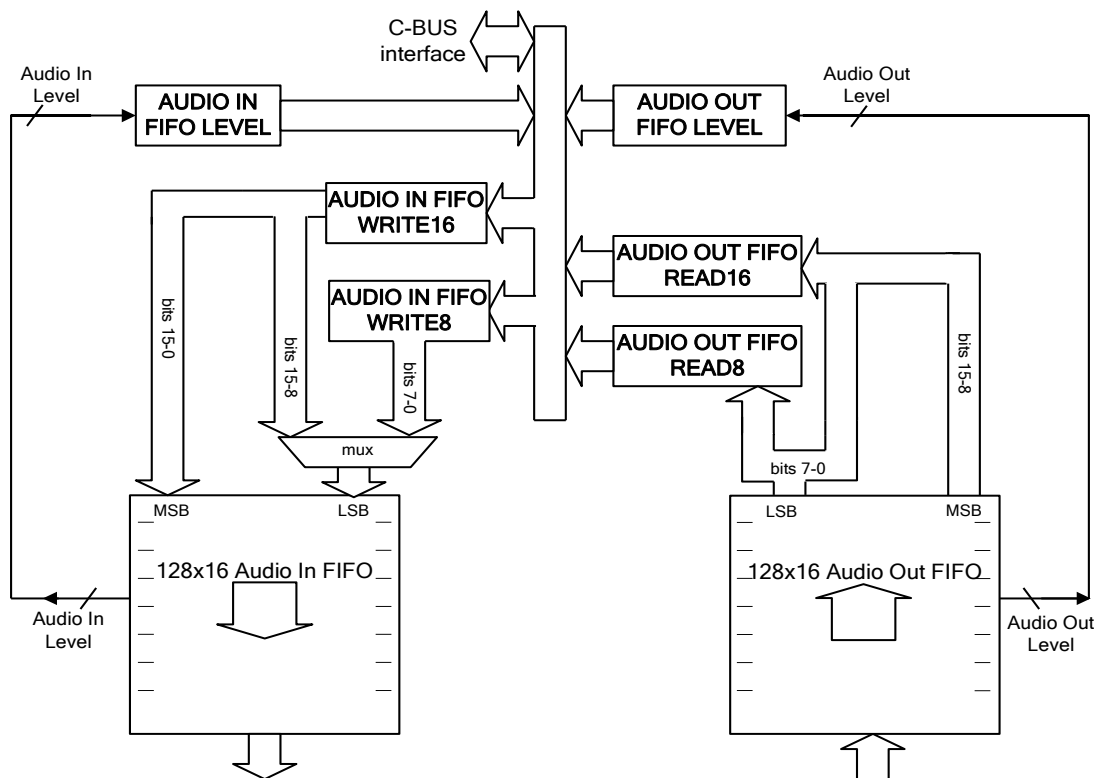 C-BUS
interface
Audio In
Level
AUDIO IN
FIFO LEVEL
AUDIO OUT
FIFO LEVEL
Audio Out
Level
AUDIO IN FIFO
WRITE16
AUDIO OUT FIFO
READ16
AUDIO IN FIFO
WRITE8
AUDIO OUT FIFO
READ8
bits 15-0
bits 15-8
bits 7-0
bits 15-8
mux
bits 7-0
MSB
LSB
LSB
MSB
128x16 Audio In FIFO
128x16 Audio Out FIFO
Audio In
Level
Audio Out
Level